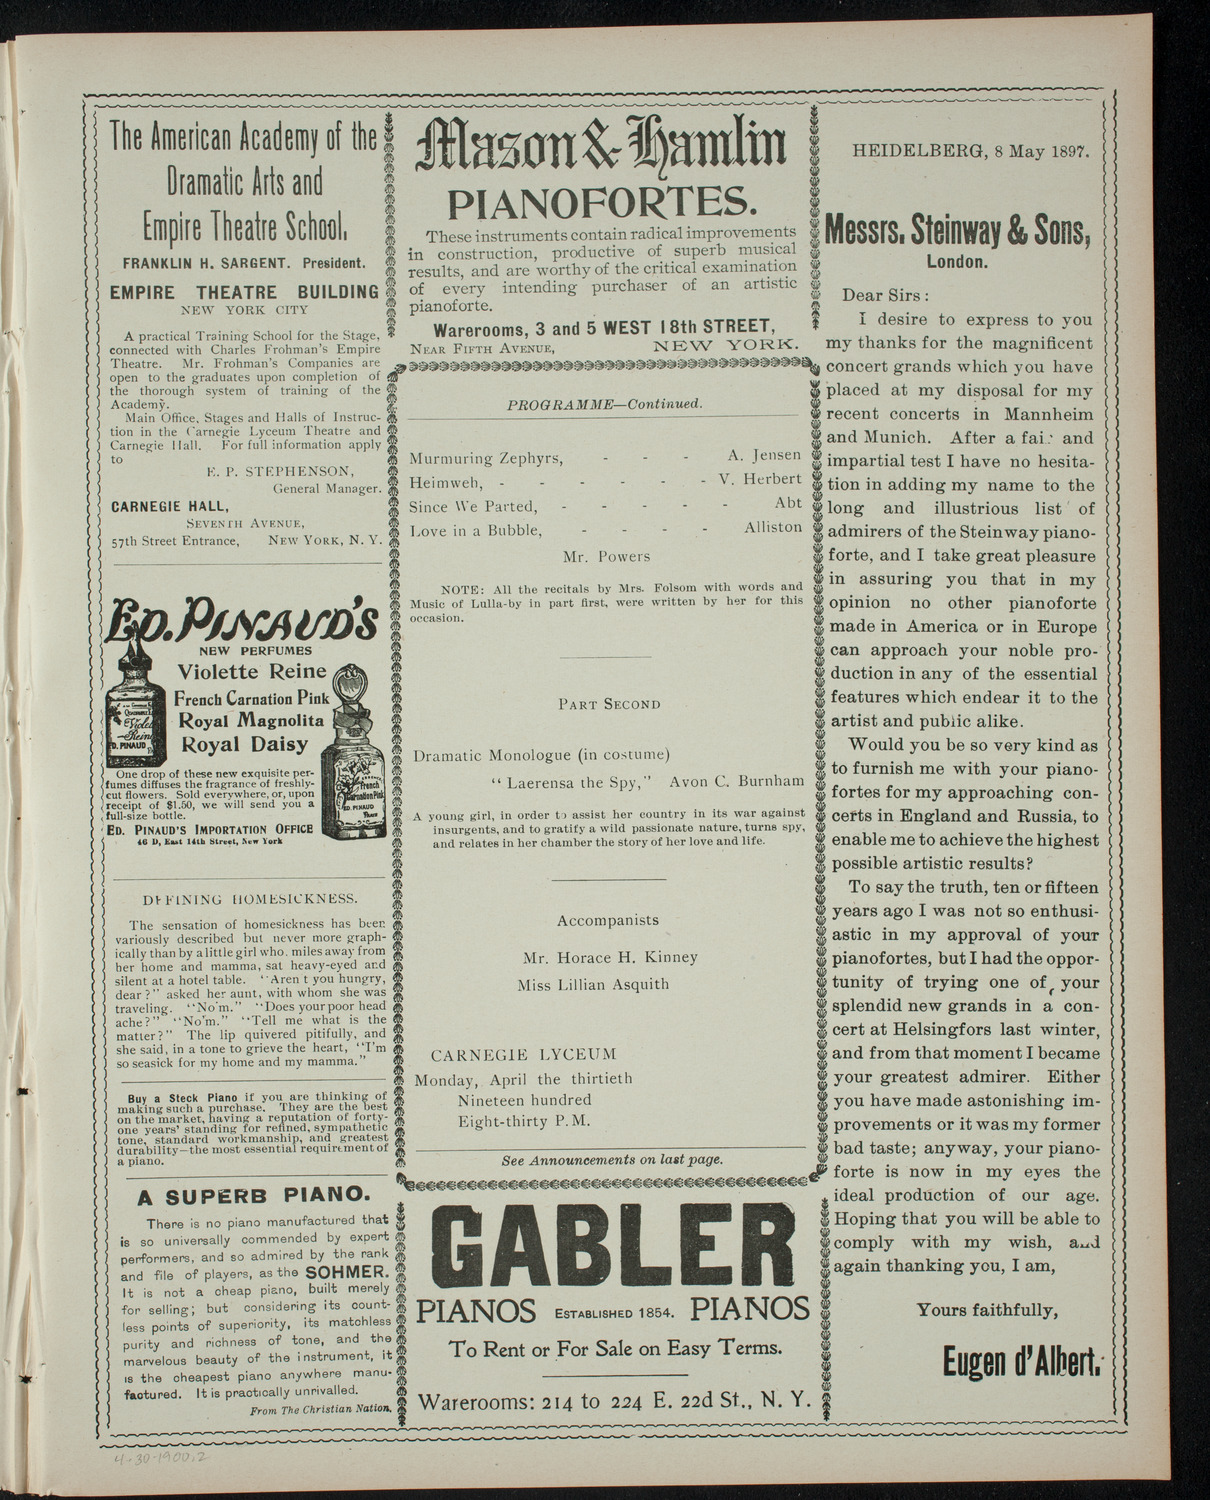 The American Academy of the
Dramatic Arts and
Empire Theatre School,
FRANKLIN H. SARGENT. President.
EMPIRE THEATRE BUILDING
NEW YORK CITY
A practical Training School for the Stage,
connected with Charles Frohman's Empire
Theatre. Mr. Frohman's Companies are
open to the graduates upon completion of
the thorough system of training of the
Academy.
Main Office, Stages and Halls of Instruc-
tion in the Carnegie Lyceum Theatre and
Carnegie Hall. For full information apply
to
E. P. STEPHENSON,
General Manager.
CARNEGIE HALL,
SEVENTH AVENUE,
57th Street Entrance, NEW YORK, N. Y.
ED. PINAUD'S
NEW PERFUMES
Violette Reine
French Carnation Pink
Royal Magnolita
Royal Daisy
Violet
Reine
ED. PINAUD
French
Carnation Pink
ED. PINAUD
One drop of these new exquisite per-
fumes diffuses the fragrance of freshly-
cut flowers. Sold everywhere, or, upon
receipt of $1.50, we will send you a
full-size bottle.
ED. PINAUD'S IMPORTATION OFFICE
46 D, East 14th Street, New York
DEFINING HOMESICKNESS.
The sensation of homesickness has been
variously described but never more graph-
ically than by a little girl who, miles away from
her home and mamma, sat heavy-eyed and
silent at a hotel table. "Aren't you hungry,
dear?" asked her aunt, with whom she was
traveling. "No'm." "Does your poor head
ache?" "No'm." "Tell me what is the
matter?" The lip quivered pitifully, and
she said, in a tone to grieve the heart, "I'm
so seasick for my home and my mamma."
Buy a Steck Piano if you are thinking of
making such a purchase. They are the best
on the market, having a reputation of forty-
one years' standing for refined, sympathetic
tone, standard workmanship, and greatest
durability—the most essential requirement of
a piano.
A SUPERB PIANO.
There is no piano manufactured that
is so universally commended by expert
performers, and so admired by the rank
and file of players, as the SOHMER.
It is not a cheap piano, built merely
for selling; but considering its count-
less points of superiority, its matchless
purity and richness of tone, and the
marvelous beauty of the instrument, it
is the cheapest piano anywhere manu-
factured. It is practically unrivalled.
From The Christian Nation.
Mason & Hamlin
PIANOFORTES.
These instruments contain radical improvements
in construction, productive of superb musical
results, and are worthy of the critical examination
of every intending purchaser of an artistic
pianoforte.
Warerooms, 3 and 5 WEST 18th STREET,
NEAR FIFTH AVENUE, NEW YORK.
PROGRAMME—Continued.
Murmuring Zephyrs, - - - A. Jensen
Heimweh, - - - - - - V. Herbert
Since We Parted, - - - - - Abt
Love in a Bubble, - - - - Alliston
Mr. Powers
NOTE: All the recitals by Mrs. Folsom with words and
Music of Lulla-by in part first, were written by her for this
occasion.
PART SECOND
Dramatic Monologue (in costume)
"Laerensa the Spy," Avon C. Burnham
A young girl, in order to assist her country in its war against
insurgents, and to gratify a wild passionate nature, turns spy,
and relates in her chamber the story of her love and life.
Accompanists
Mr. Horace H. Kinney
Miss Lillian Asquith
CARNEGIE LYCEUM
Monday, April the thirtieth
Nineteen hundred
Eight-thirty P.M.
See Announcements on last page.
GABLER
PIANOS ESTABLISHED 1854. PIANOS
To Rent or For Sale on Easy Terms.
Warerooms: 214 to 224 E. 22d St., N. Y.
HEIDELBERG, 8 May 1897.
Messrs. Steinway & Sons,
London.
Dear Sirs:
I desire to express to you
my thanks for the magnificent
concert grands which you have
placed at my disposal for my
recent concerts in Mannheim
and Munich. After a fair and
impartial test I have no hesita-
tion in adding my name to the
long and illustrious list of
admirers of the Steinway piano-
forte, and I take great pleasure
in assuring you that in my
opinion no other pianoforte
made in America or in Europe
can approach your noble pro-
duction in any of the essential
features which endear it to the
artist and public alike.
Would you be so very kind as
to furnish me with your piano-
fortes for my approaching con-
certs in England and Russia, to
enable me to achieve the highest
possible artistic results?
To say the truth, ten or fifteen
years ago I was not so enthusi-
astic in my approval of your
pianofortes, but I had the oppor-
tunity of trying one of your
splendid new grands in a con-
cert at Helsingfors last winter,
and from that moment I became
your greatest admirer. Either
you have made astonishing im-
provements or it was my former
bad taste; anyway, your piano-
forte is now in my eyes the
ideal production of our age.
Hoping that you will be able to
comply with my wish, and
again thanking you, I am,
Yours faithfully,
Eugen d'Albert.
4-30-1900.2